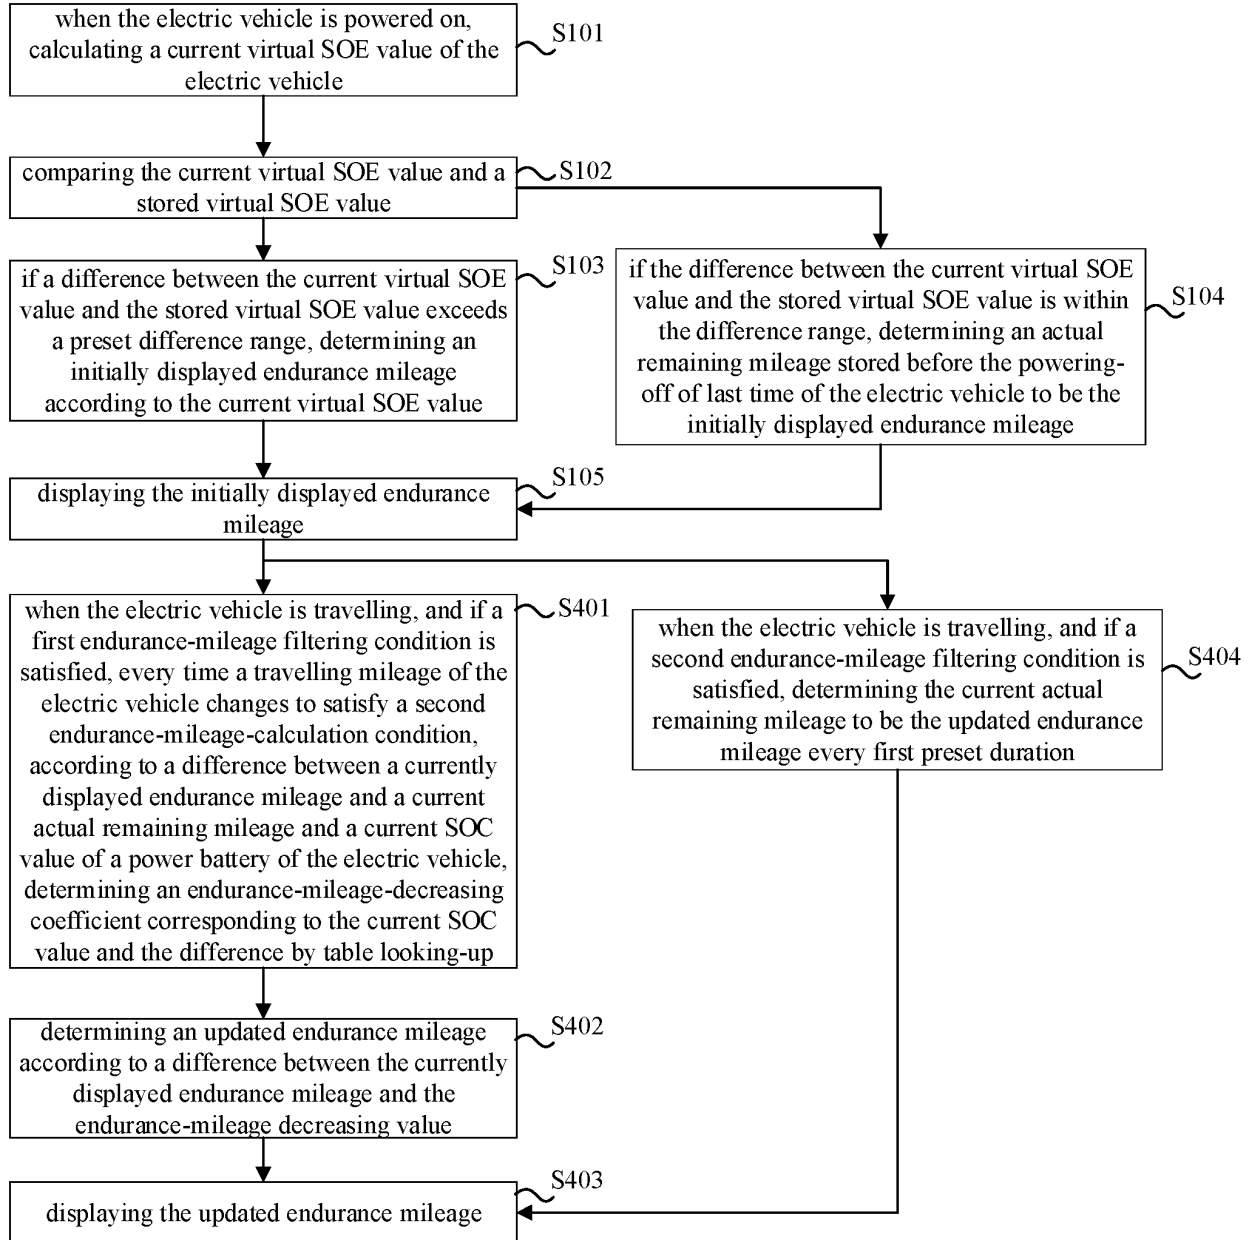 when the electric vehicle is powered on,
calculating a current virtual SOE value of the
electric vehicle
S101
comparing the current virtual SOE value and a
stored virtual SOE value
S102
if a difference between the current virtual SOE
value and the stored virtual SOE value exceeds
a preset difference range, determining an
initially displayed endurance mileage
according to the current virtual SOE value
S103
if the difference between the current virtual SOE
value and the stored virtual SOE value is within
the difference range, determining an actual
remaining mileage stored before the powering-
off of last time of the electric vehicle to be the
initially displayed endurance mileage
S104
displaying the initially displayed endurance
mileage
S105
when the electric vehicle is travelling, and if a
first endurance-mileage filtering condition is
satisfied, every time a travelling mileage of the
electric vehicle changes to satisfy a second
endurance-mileage-calculation condition,
according to a difference between a currently
displayed endurance mileage and a current
actual remaining mileage and a current SOC
value of a power battery of the electric vehicle,
determining an endurance-mileage-decreasing
coefficient corresponding to the current SOC
value and the difference by table looking-up
S401
when the electric vehicle is travelling, and if a
second endurance-mileage filtering condition is
satisfied, determining the current actual
remaining mileage to be the updated endurance
mileage every first preset duration
S404
determining an updated endurance mileage
according to a difference between the currently
displayed endurance mileage and the
endurance-mileage decreasing value
S402
displaying the updated endurance mileage
S403